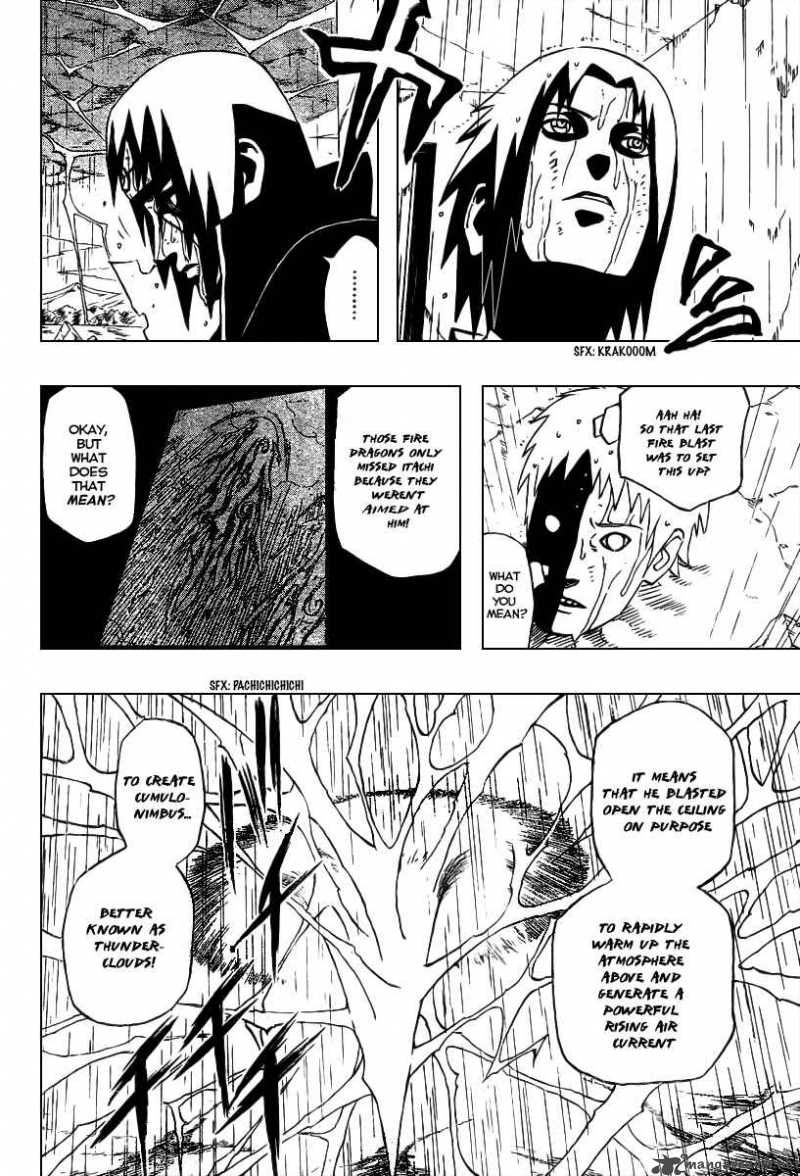 SFX: KRAKOOOM
.........
AAH HA!
SO THAT LAST
FIRE BLAST
WAS TO SET
THIS UP?
WHAT
DO
YOU
MEAN?
THOSE FIRE
DRAGONS ONLY
MISSED ITACHI
BECAUSE THEY
WERENT
AIMED AT
HIM!
OKAY,
BUT
WHAT
DOES
THAT
MEAN?
SFX: PACHICHICHICHI
IT MEANS
THAT HE BLASTED
OPEN THE CEILING
ON PURPOSE
TO RAPIDLY
WARM UP THE
ATMOSPHERE
ABOVE AND
GENERATE A
POWERFUL
RISING AIR
CURRENT
TO CREATE
CUMULO-
NIMBUS...
BETTER
KNOWN AS
THUNDER-
CLOUDS!